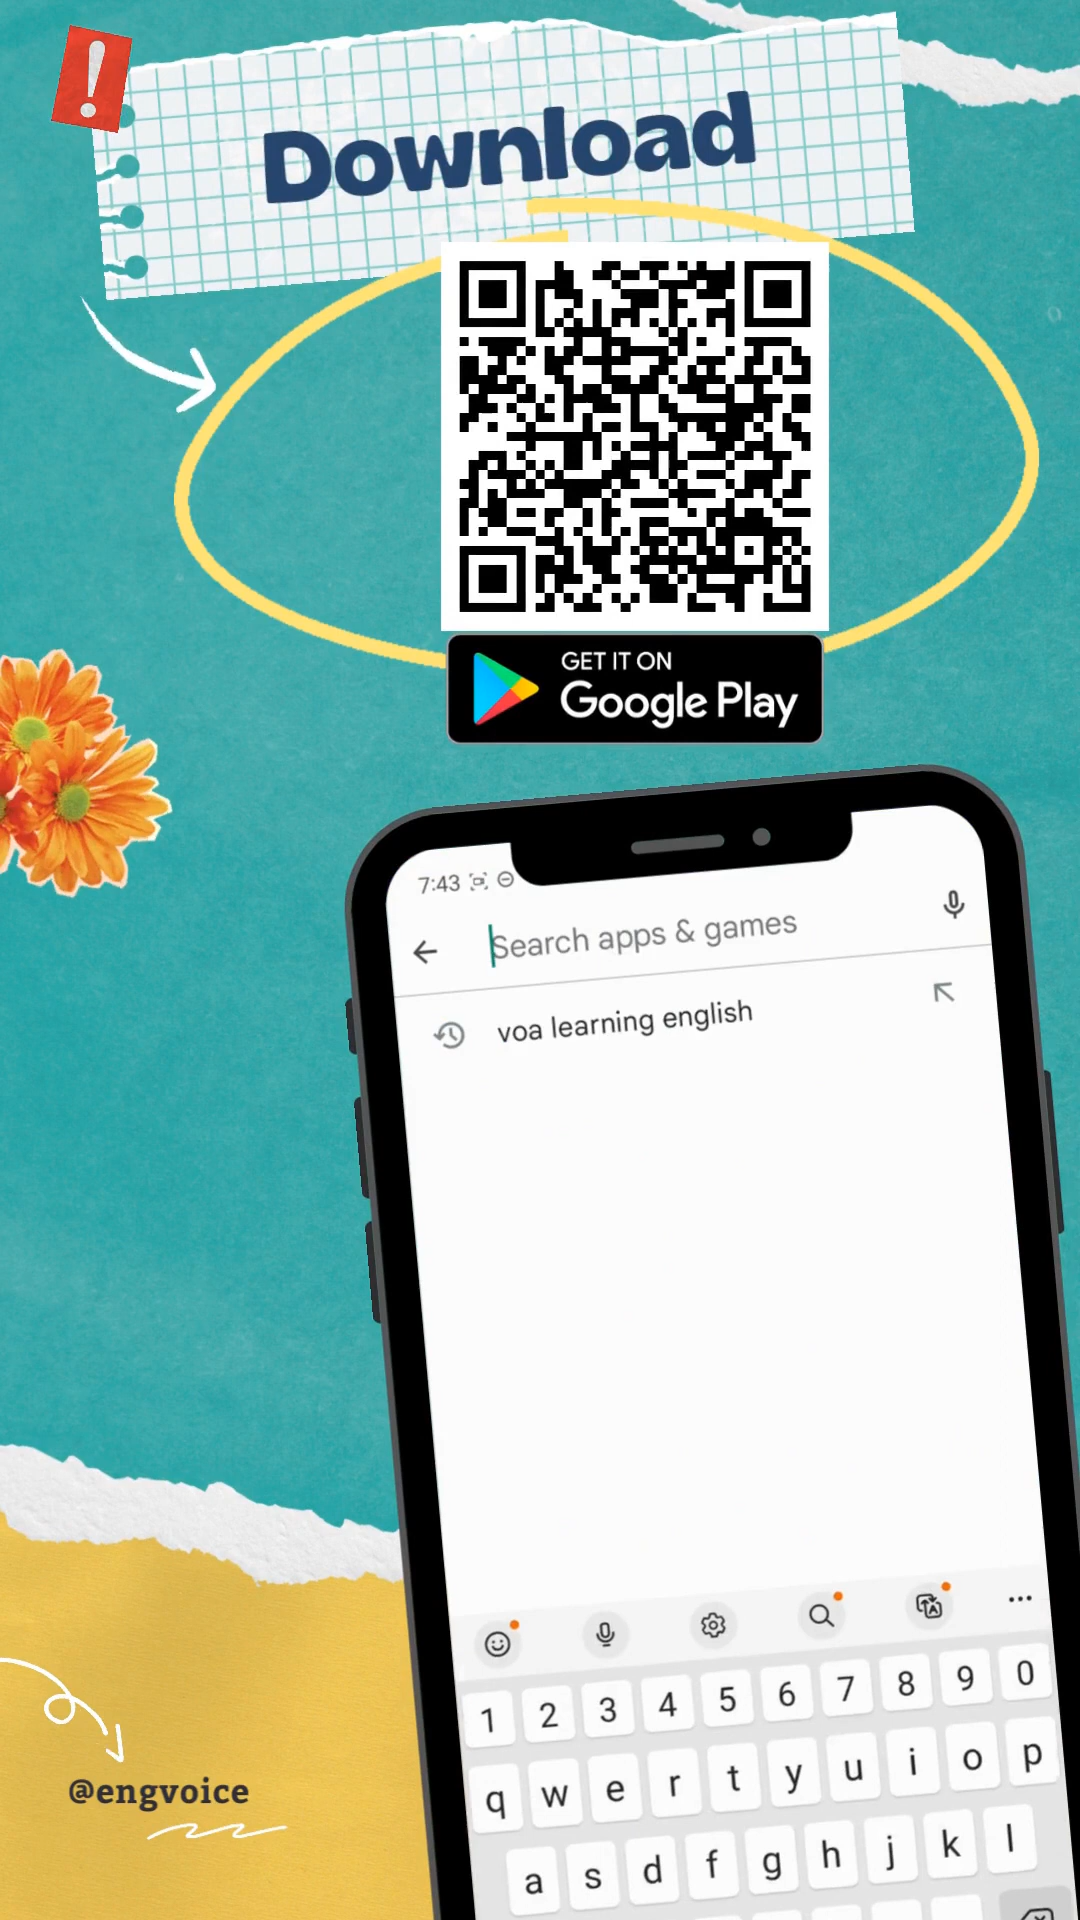 Download
GET IT ON
Google Play
7:43
Search apps & games
voa learning english
1 2 3 4 5 6 7 8 9 0
q w e r t y u i o p
a s d f g h j k l
@engvoice